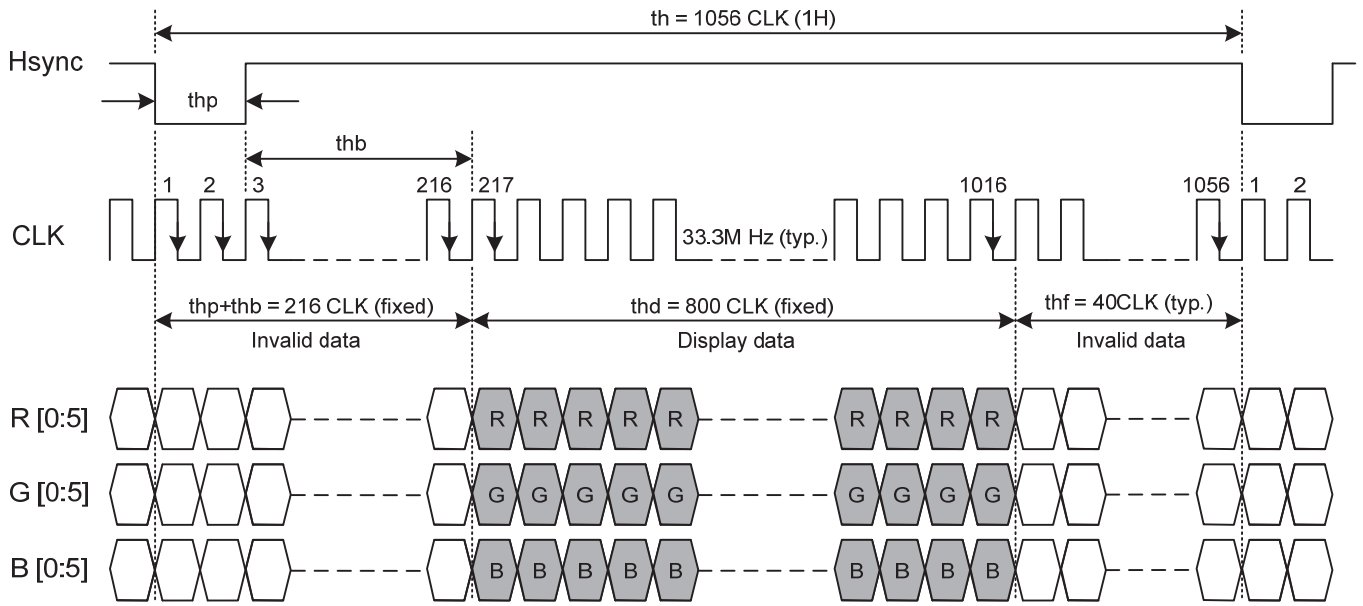 th = 1056 CLK (1H)
Hsync
thp
thb
1 2 3 216 217 1016 1056 1 2
CLK
33.3M Hz (typ.)
thp+thb = 216 CLK (fixed) thd = 800 CLK (fixed) thf = 40CLK (typ.)
Invalid data Display data Invalid data
R [0:5] R R R R R R R R R
G [0:5] G G G G G G G G G
B [0:5] B B B B B B B B B